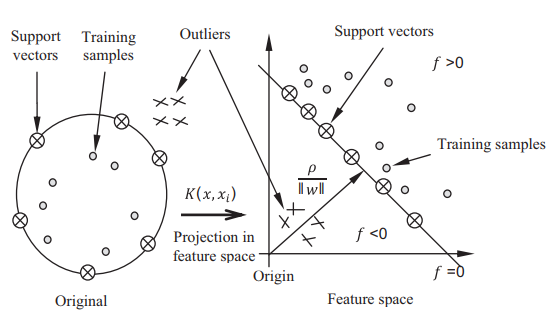 Support
vectors
Training
samples
Outliers
Support vectors
f >0
Training samples
ρ
‖w‖
K(x,xᵢ)
Projection in
feature space
f <0
Origin
f =0
Original
Feature space